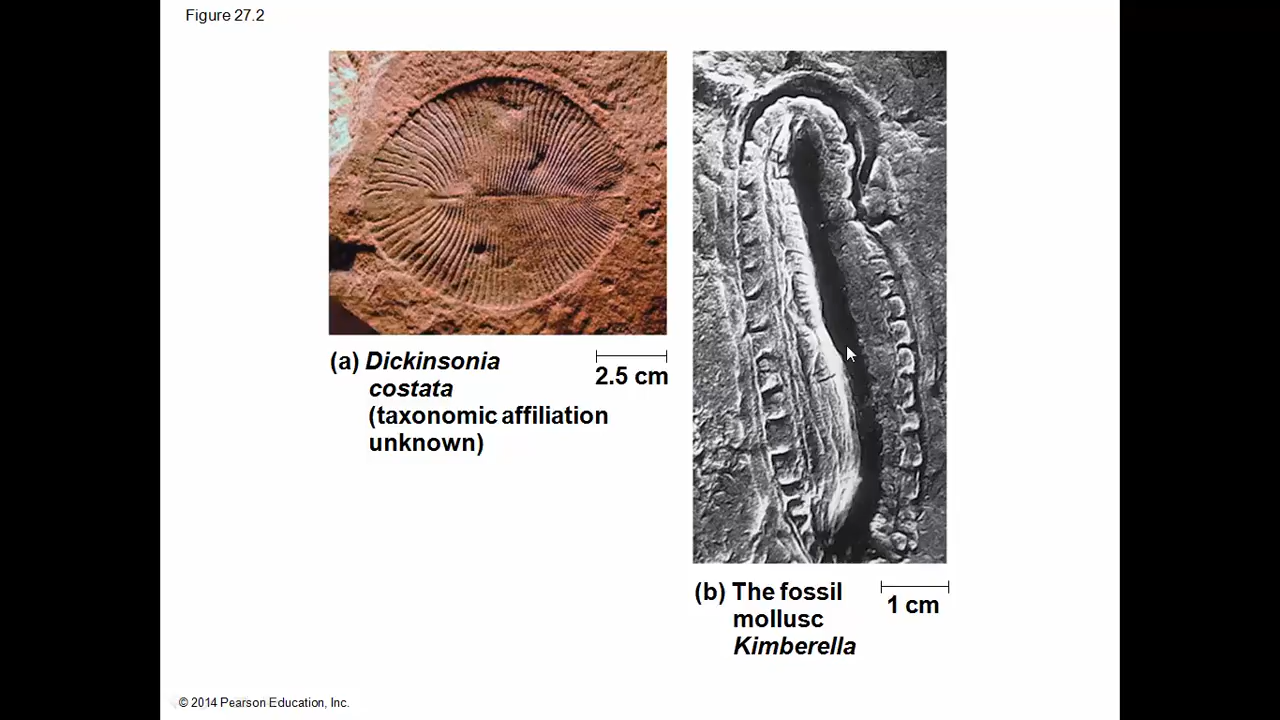 Figure 27.2
(a) Dickinsonia
costata
(taxonomic affiliation
unknown)
2.5 cm
(b) The fossil
mollusc
Kimberella
1 cm
© 2014 Pearson Education, Inc.